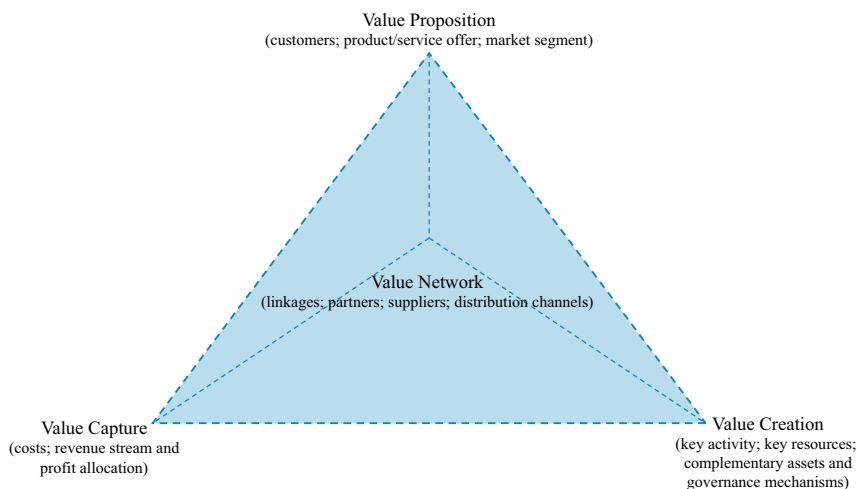 Value Proposition
(customers; product/service offer; market segment)
Value Network
(linkages; partners; suppliers; distribution channels)
Value Capture
(costs; revenue stream and
profit allocation)
Value Creation
(key activity; key resources;
complementary assets and
governance mechanisms)